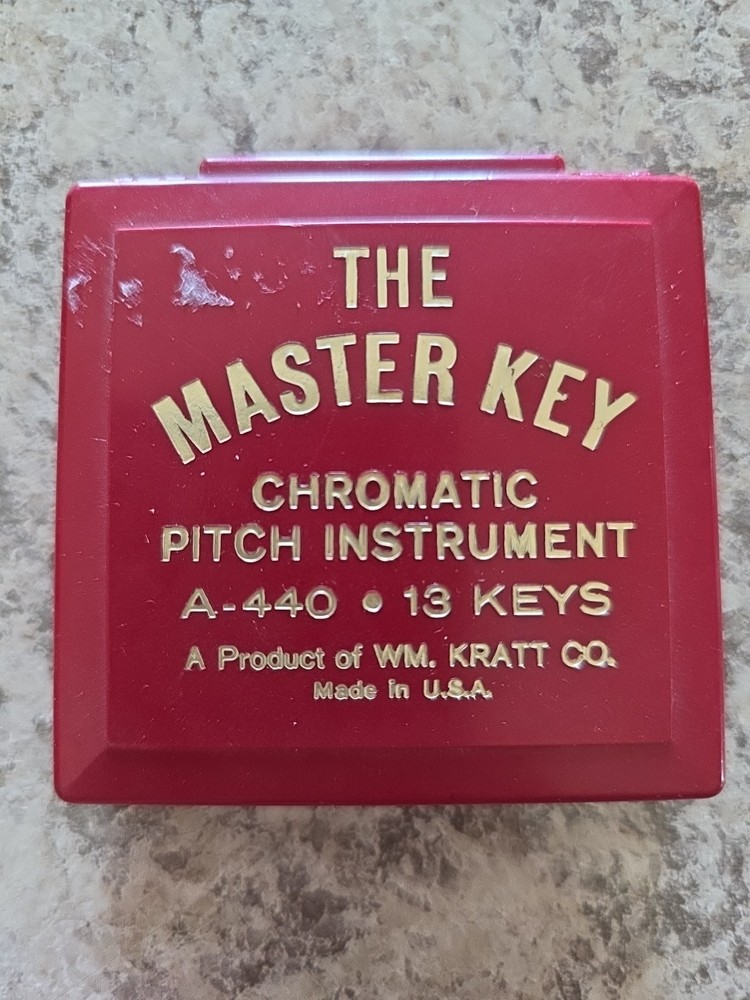 THE
MASTER KEY
CHROMATIC
PITCH INSTRUMENT
A-440 • 13 KEYS
A Product of WM. KRATT CO.
Made in U.S.A.